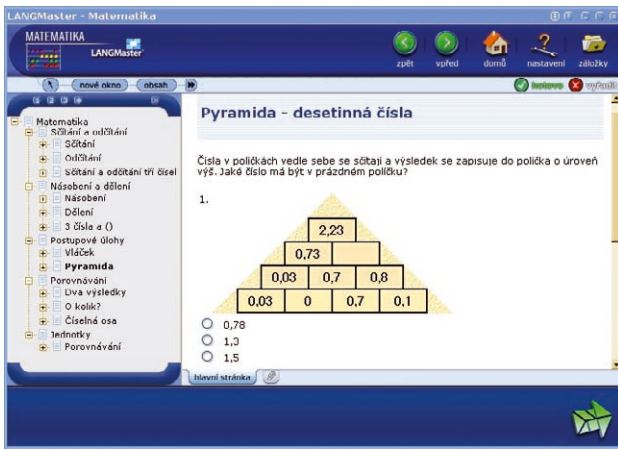 LANGMaster - Matematika
MATEMATIKA
LANGMaster
zpět
vpřed
domů
nastavení
záložky
nové okno
obsah
hotovo
vyřadit
Matematika
Sčítání a odčítání
Sčítání
Odčítání
Sčítání a odčítání tří čísel
Násobení a dělení
Násobení
Dělení
3 čísla a ()
Postupové úlohy
Vláček
Pyramida
Porovnávání
Dva výsledky
O kolik?
Číselná osa
Jednotky
Porovnávání
Pyramida - desetinná čísla
Čísla v políčkách vedle sebe se sčítají a výsledek se zapisuje do políčka o úroveň
výš. Jaké číslo má být v prázdném políčku?
1.
2,23
0,73
0,03 0,7 0,8
0,03 0 0,7 0,1
0,78
1,3
1,5
hlavní stránka